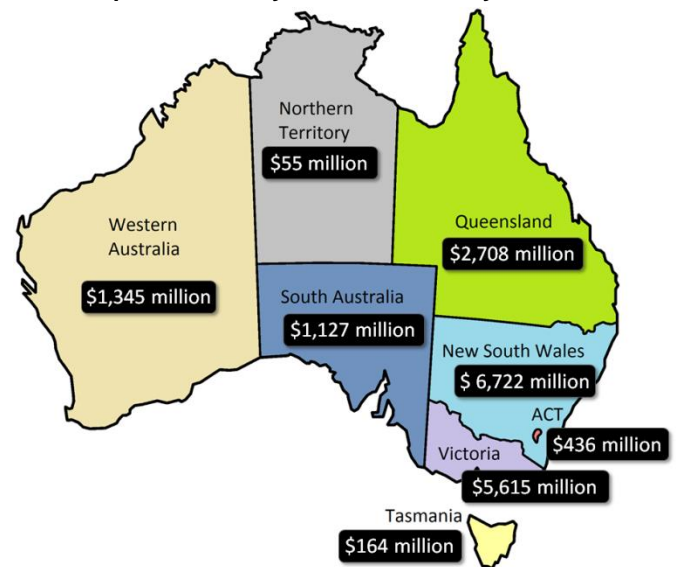 Northern
Territory
$55 million
Western
Australia
$1,345 million
Queensland
$2,708 million
South Australia
$1,127 million
New South Wales
$ 6,722 million
ACT
$436 million
Victoria
$5,615 million
Tasmania
$164 million